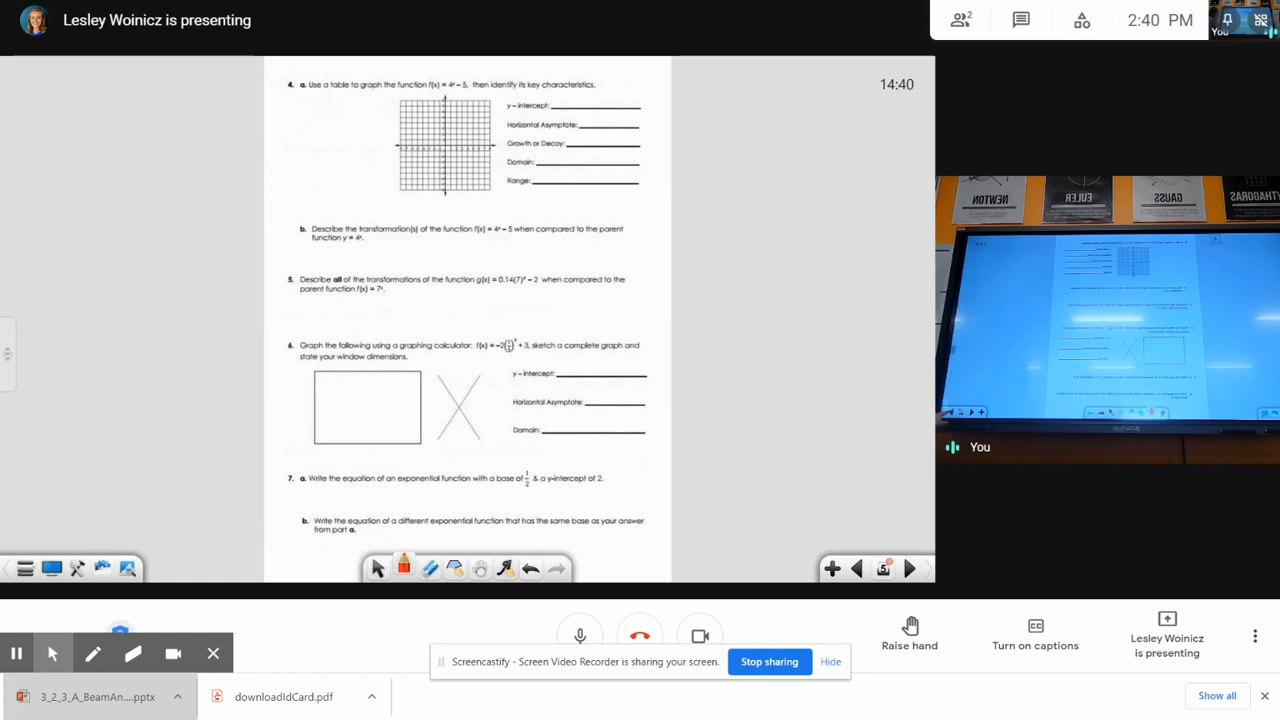 Lesley Woinicz is presenting
2
2:40 PM
You
14:40
4. a. Use a table to graph the function f(x) = 4ˣ – 5, then identify its key characteristics.
y – intercept:
Horizontal Asymptote:
Growth or Decay:
Domain:
Range:
b. Describe the transformation(s) of the function f(x) = 4ˣ – 5 when compared to the parent
function y = 4ˣ.
5. Describe all of the transformations of the function g(x) = 0.14(7)ˣ – 2 when compared to the
parent function f(x) = 7ˣ.
6. Graph the following using a graphing calculator: f(x) = –2( )ˣ + 3, sketch a complete graph and
state your window dimensions.
y – intercept:
Horizontal Asymptote:
Domain:
7. a. Write the equation of an exponential function with a base of 1/2 & a y-intercept of 2.
b. Write the equation of a different exponential function that has the same base as your answer
from part a.
NEWTON
EULER
GAUSS
PYTHAGORAS
You
5
Raise hand
Turn on captions
Lesley Woinicz
is presenting
Screencastify - Screen Video Recorder is sharing your screen.
Stop sharing
Hide
3_2_3_A_BeamAn....pptx
downloadIdCard.pdf
Show all